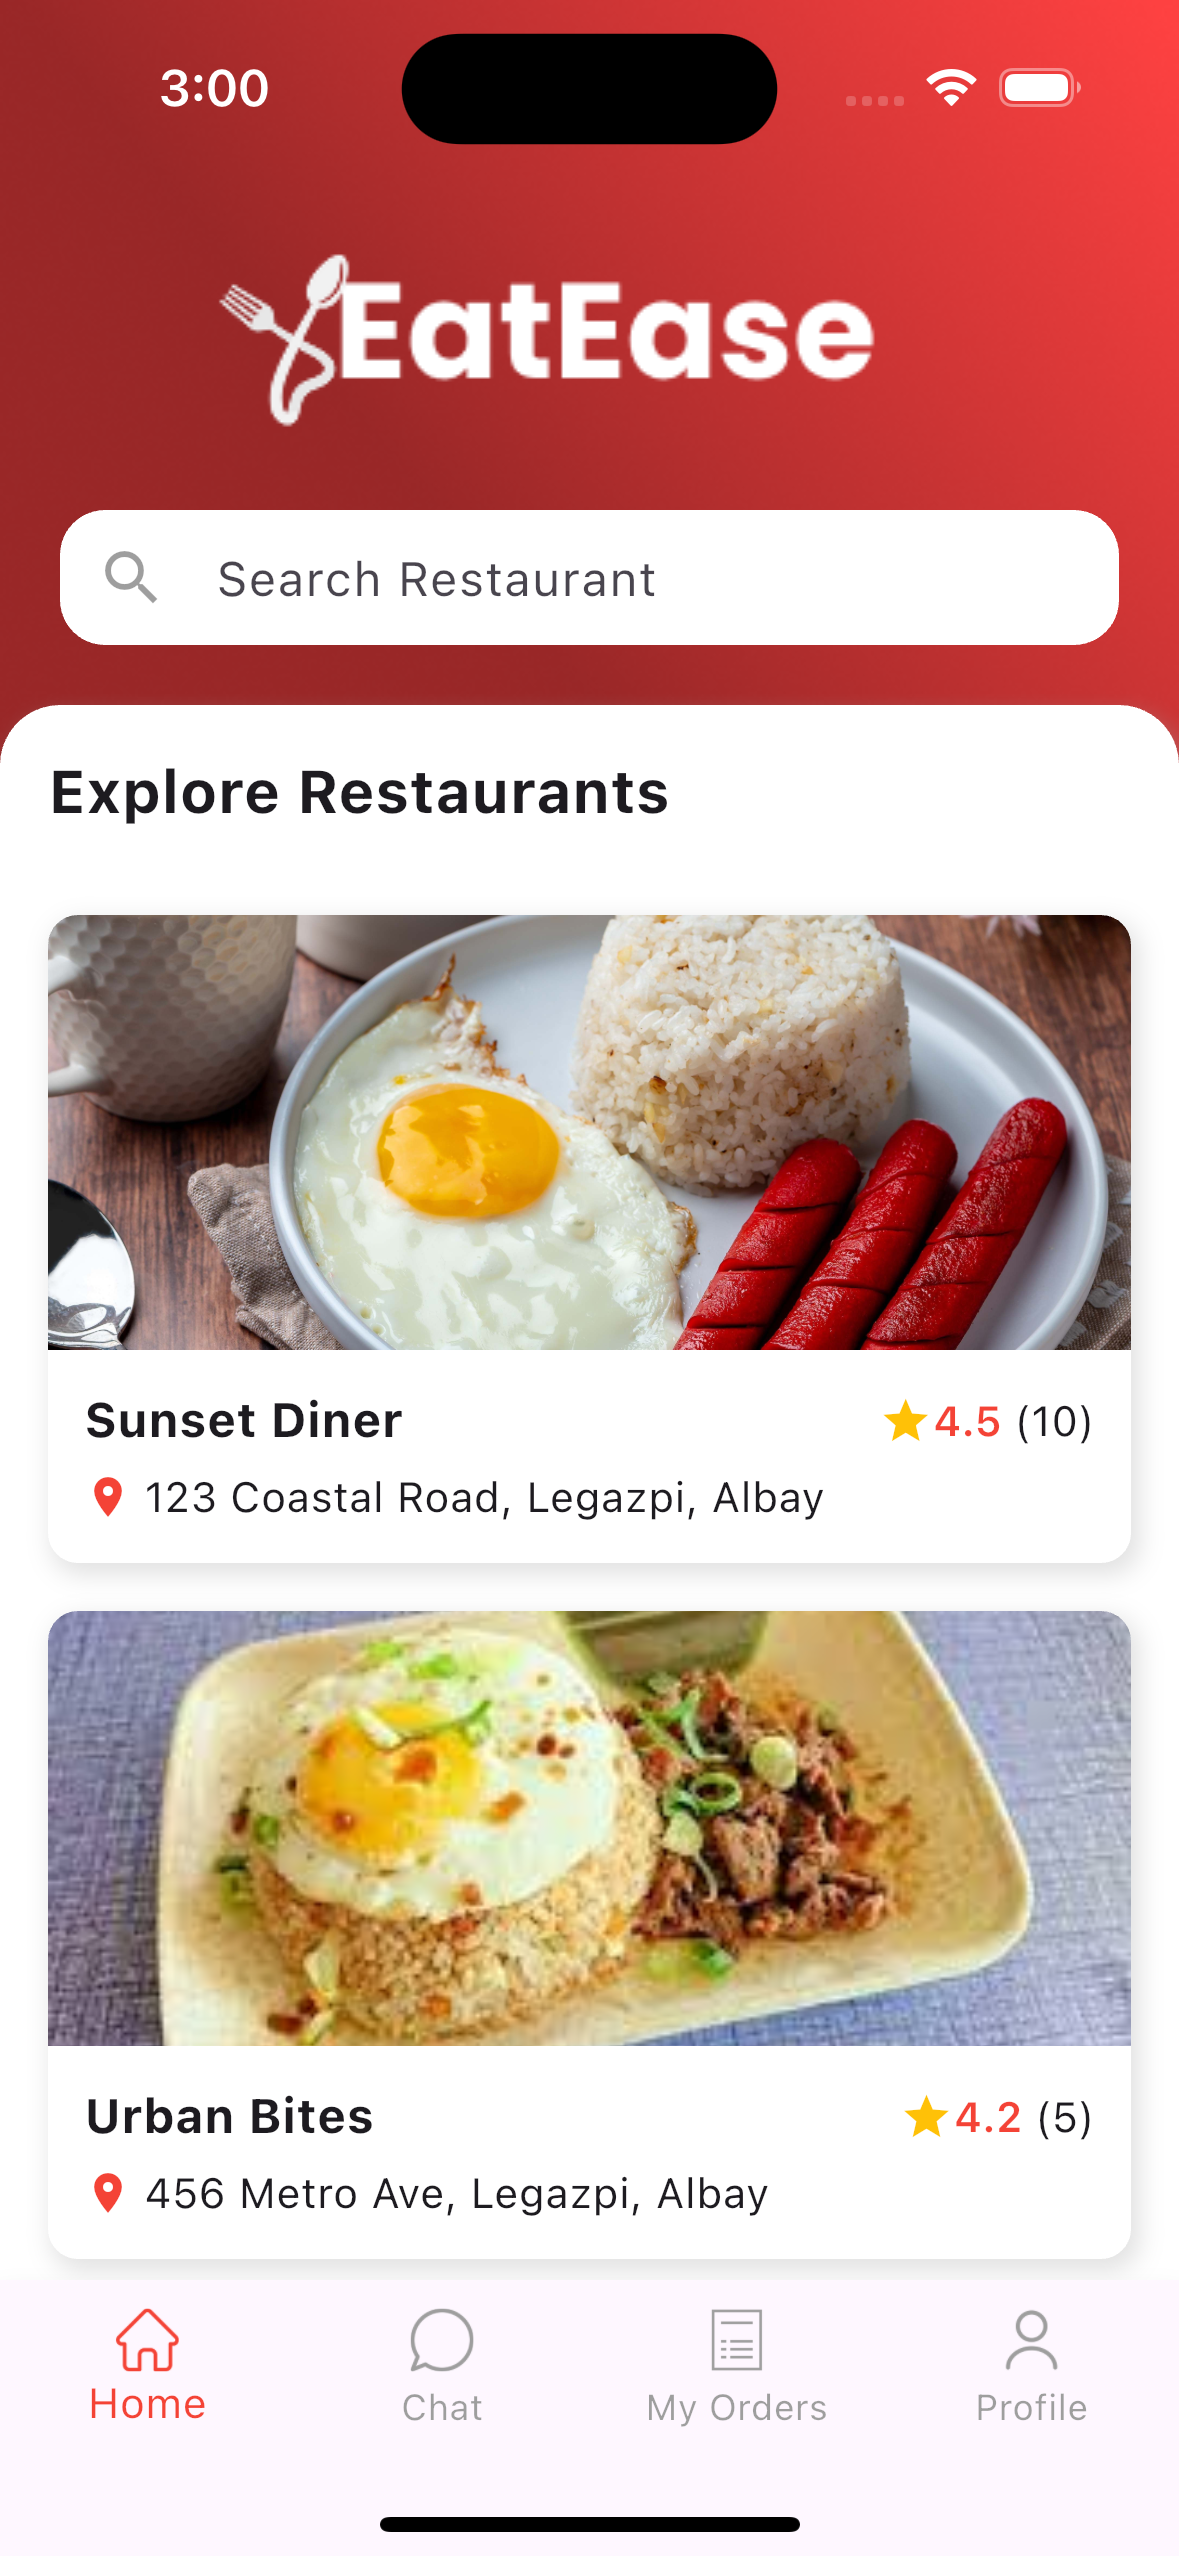 3:00
EatEase
Search Restaurant
Explore Restaurants
Sunset Diner
4.5 (10)
123 Coastal Road, Legazpi, Albay
Urban Bites
4.2 (5)
456 Metro Ave, Legazpi, Albay
Home
Chat
My Orders
Profile